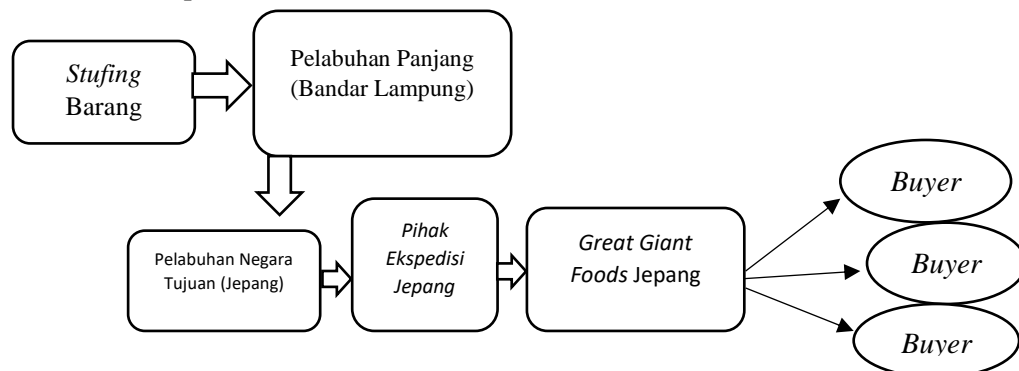 Stufing
Barang
Pelabuhan Panjang
(Bandar Lampung)
Pelabuhan Negara
Tujuan (Jepang)
Pihak
Ekspedisi
Jepang
Great Giant
Foods Jepang
Buyer
Buyer
Buyer